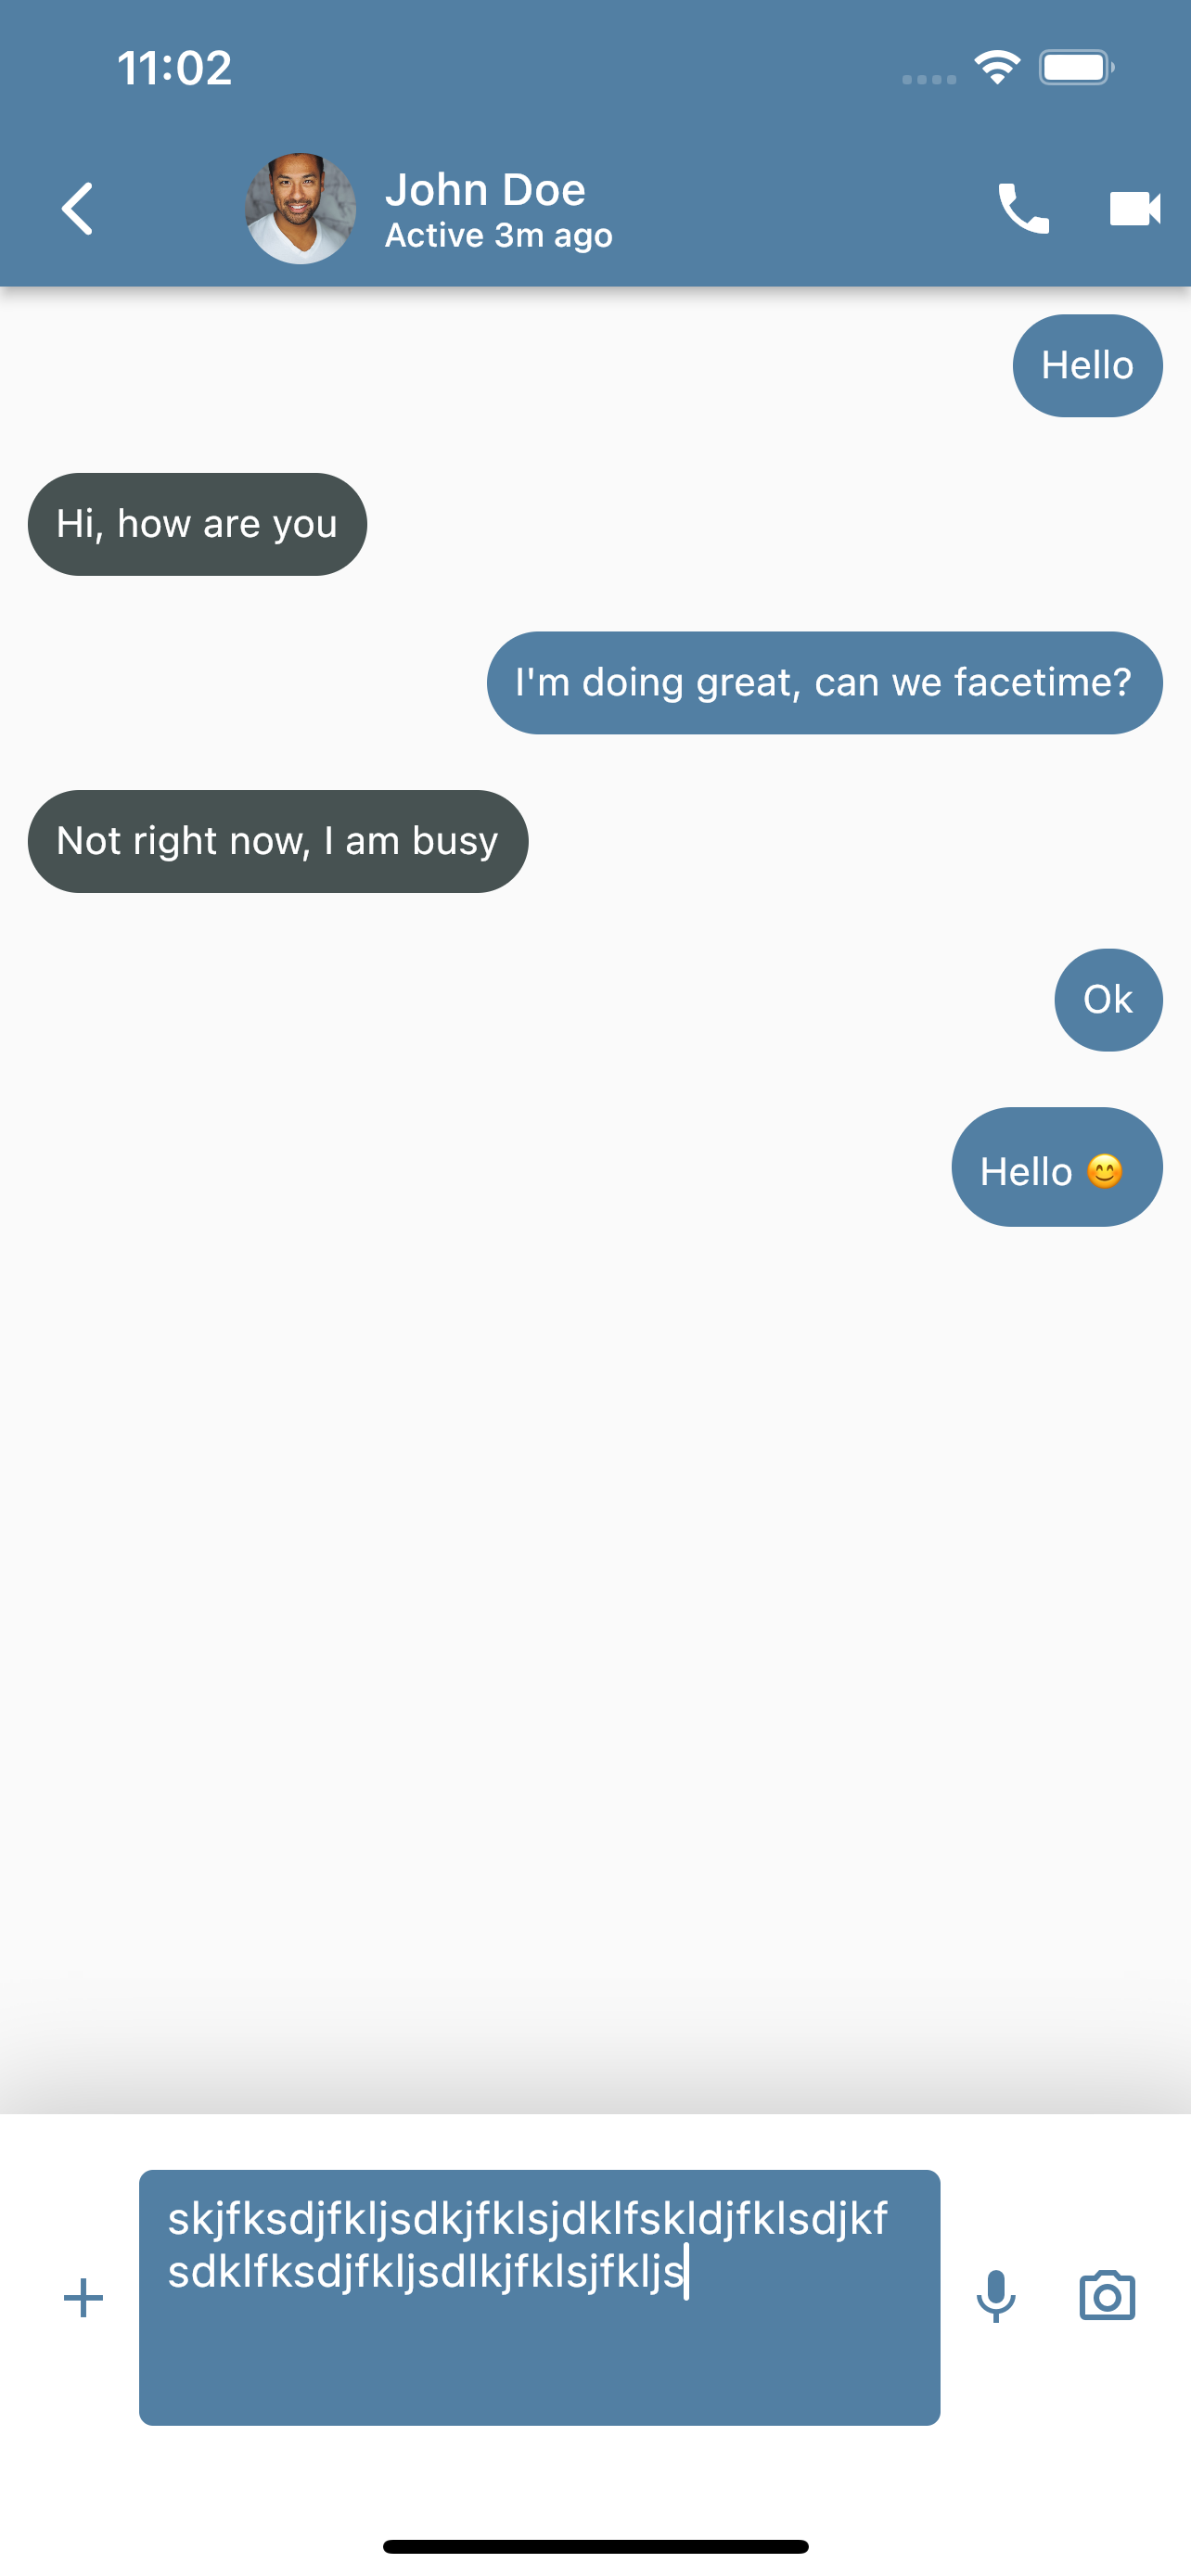 11:02
John Doe
Active 3m ago
Hello
Hi, how are you
I'm doing great, can we facetime?
Not right now, I am busy
Ok
Hello 😊
skjfksdjfkljsdkjfklsjdklfskldjfklsdjkf
sdklfksdjfkljsdlkjfklsjfkljs